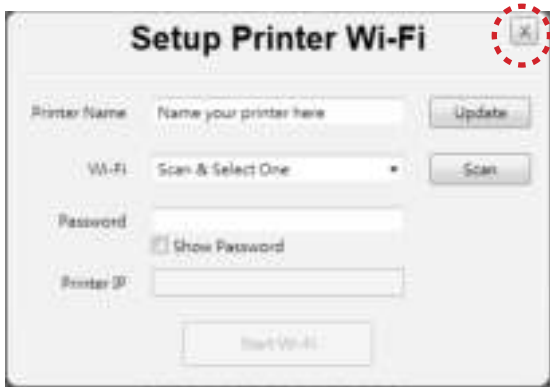 Setup Printer Wi-Fi
X
Printer Name
Name your printer here
Update
Wi-Fi
Scan & Select One
Scan
Password
Show Password
Printer IP
Start Wi-Fi